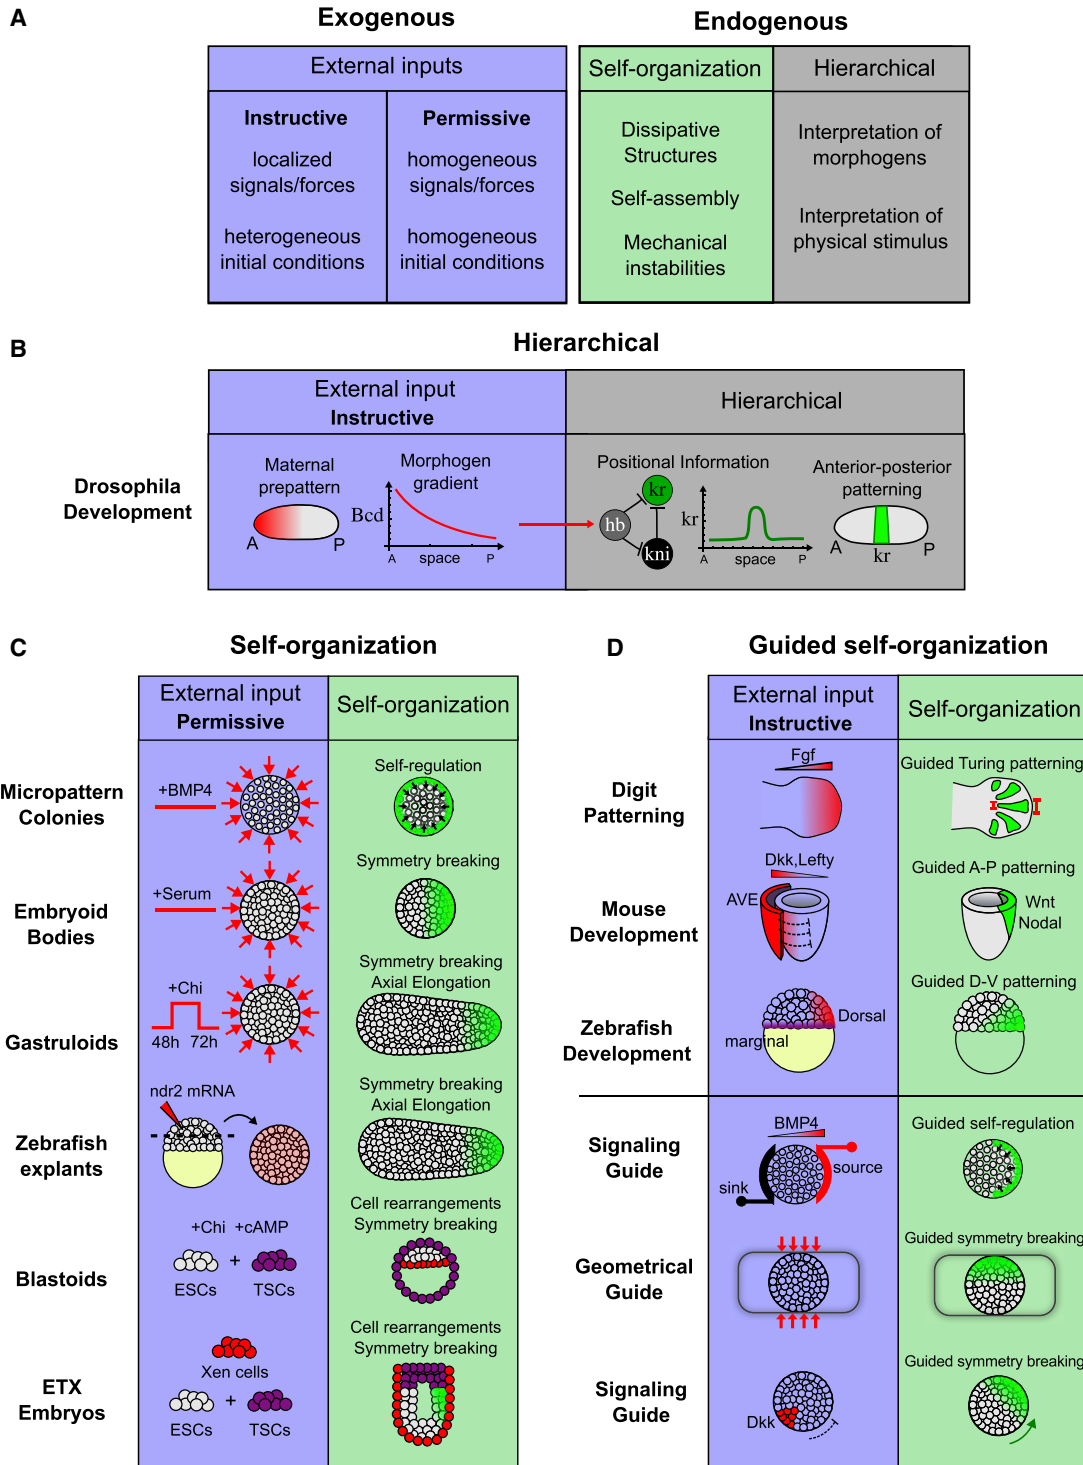 A
Exogenous
Endogenous
External inputs
Self-organization
Hierarchical
Instructive
Permissive
localized
signals/forces
homogeneous
signals/forces
heterogeneous
initial conditions
homogeneous
initial conditions
Dissipative
Structures
Self-assembly
Mechanical
instabilities
Interpretation of
morphogens
Interpretation of
physical stimulus
B
Hierarchical
External input
Instructive
Hierarchical
Drosophila
Development
Maternal
prepattern
A
P
Morphogen
gradient
Bcd
A
space
P
Positional Information
kr
hb
kni
kr
A
space
P
Anterior-posterior
patterning
A
P
kr
C
Self-organization
External input
Permissive
Self-organization
Micropattern
Colonies
+BMP4
Self-regulation
Embryoid
Bodies
+Serum
Symmetry breaking
Gastruloids
+Chi
48h
72h
Symmetry breaking
Axial Elongation
Zebrafish
explants
ndr2 mRNA
Symmetry breaking
Axial Elongation
Blastoids
+Chi +cAMP
+
ESCs
TSCs
Cell rearrangements
Symmetry breaking
ETX
Embryos
Xen cells
+
ESCs
TSCs
Cell rearrangements
Symmetry breaking
D
Guided self-organization
External input
Instructive
Self-organization
Digit
Patterning
Fgf
Guided Turing patterning
Mouse
Development
Dkk,Lefty
AVE
Guided A-P patterning
Wnt
Nodal
Zebrafish
Development
Dorsal
marginal
Guided D-V patterning
Signaling
Guide
BMP4
source
sink
Guided self-regulation
Geometrical
Guide
Guided symmetry breaking
Signaling
Guide
Dkk
Guided symmetry breaking